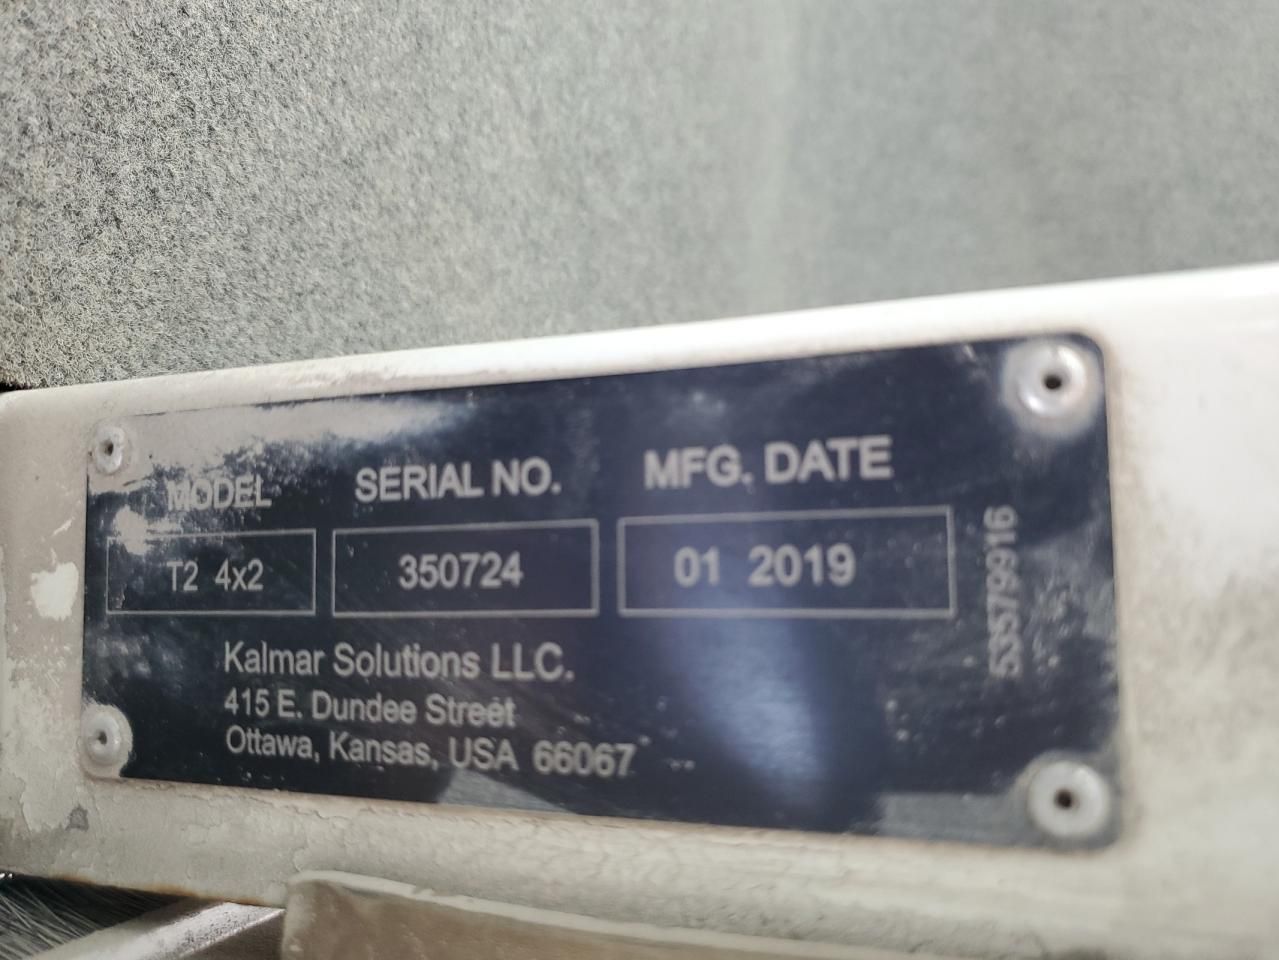 MODEL SERIAL NO. MFG. DATE
T2 4x2 350724 01 2019
53579916
Kalmar Solutions LLC.
415 E. Dundee Street
Ottawa, Kansas, USA 66067